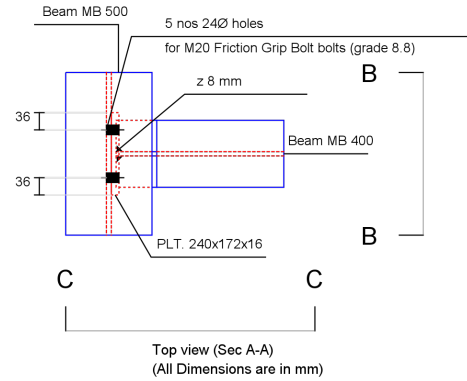 Beam MB 500
5 nos 24Ø holes
for M20 Friction Grip Bolt bolts (grade 8.8)
B
z 8 mm
36
Beam MB 400
36
PLT. 240x172x16
B
C
C
Top view (Sec A-A)
(All Dimensions are in mm)